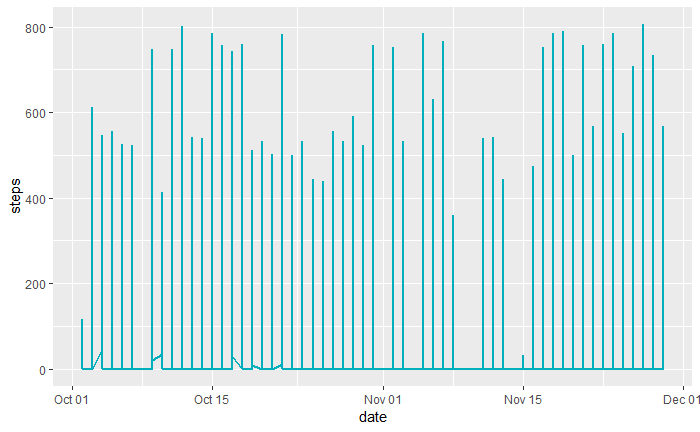 800
600
400
200
0
steps
Oct 01
Oct 15
Nov 01
Nov 15
Dec 01
date